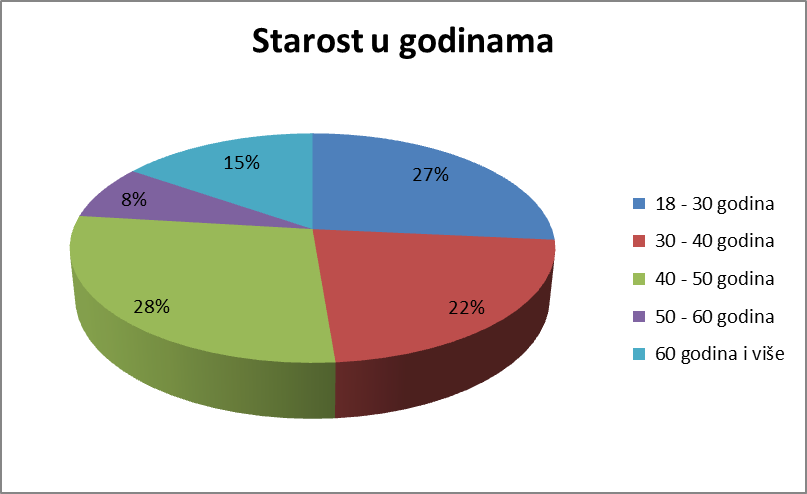 Starost u godinama
27%
22%
28%
8%
15%
18 - 30 godina
30 - 40 godina
40 - 50 godina
50 - 60 godina
60 godina i više